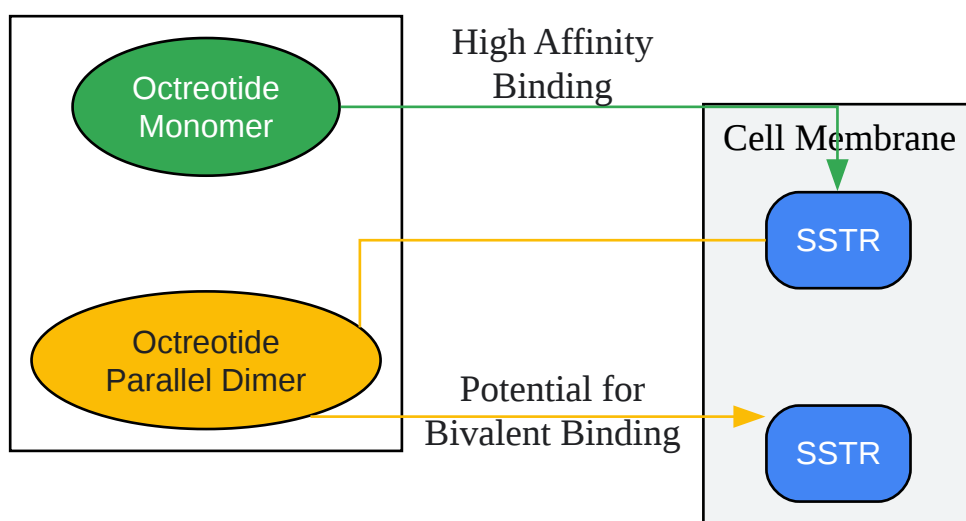 High Affinity
Binding
Octreotide
Monomer
Cell Membrane
SSTR
Octreotide
Parallel Dimer
Potential for
Bivalent Binding
SSTR